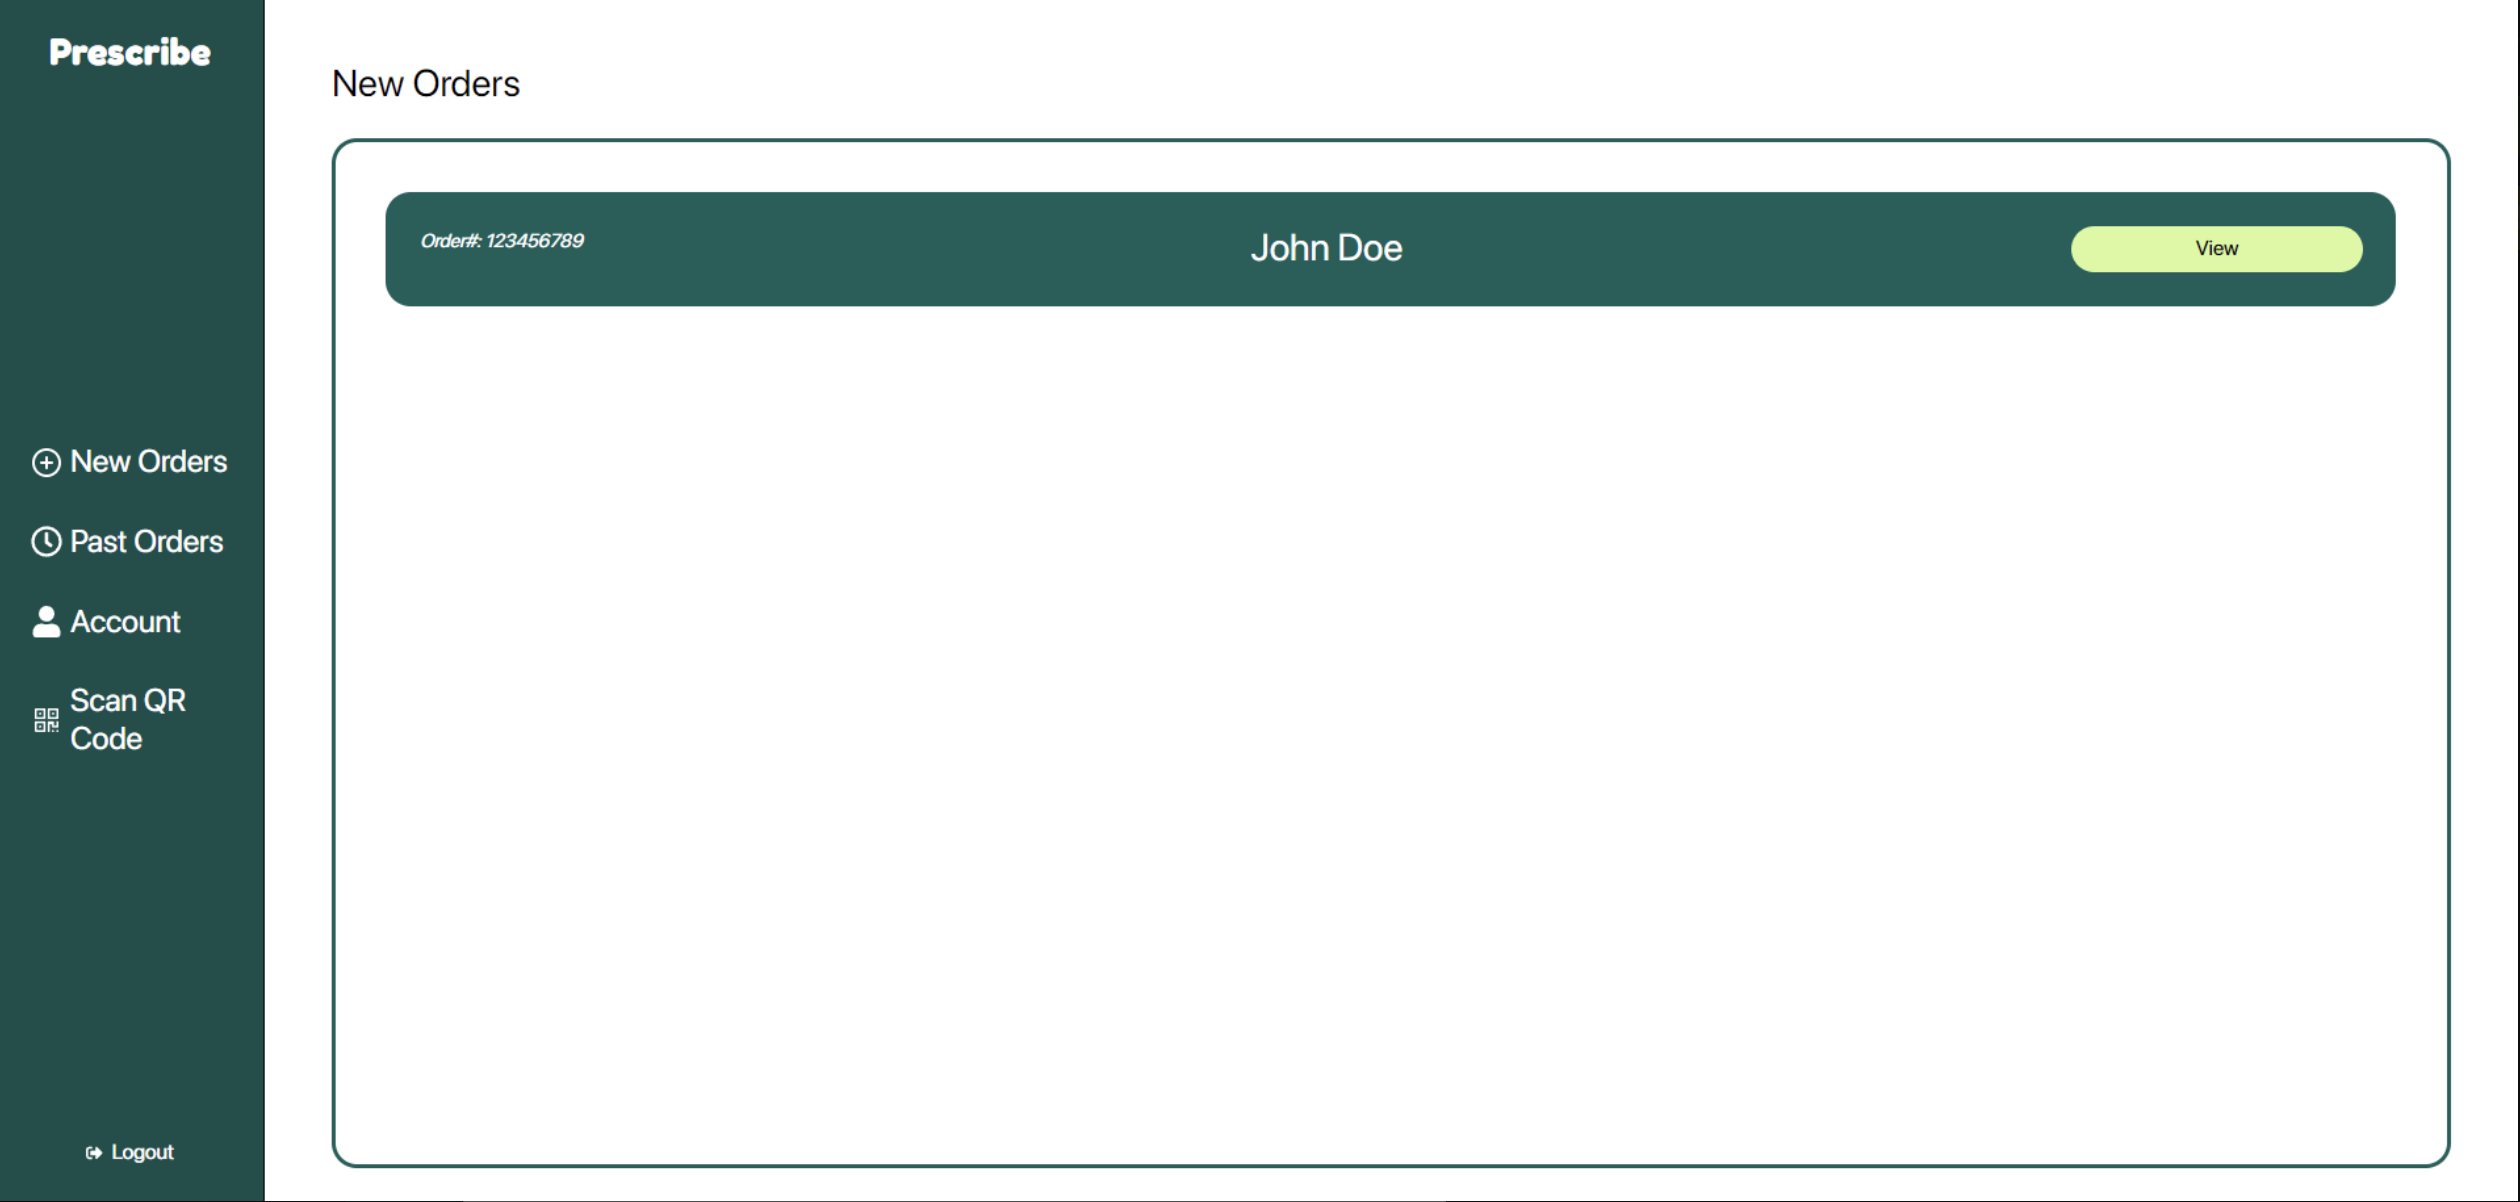 Prescribe
New Orders
Past Orders
Account
Scan QR
Code
Logout
New Orders
Order#: 123456789
John Doe
View